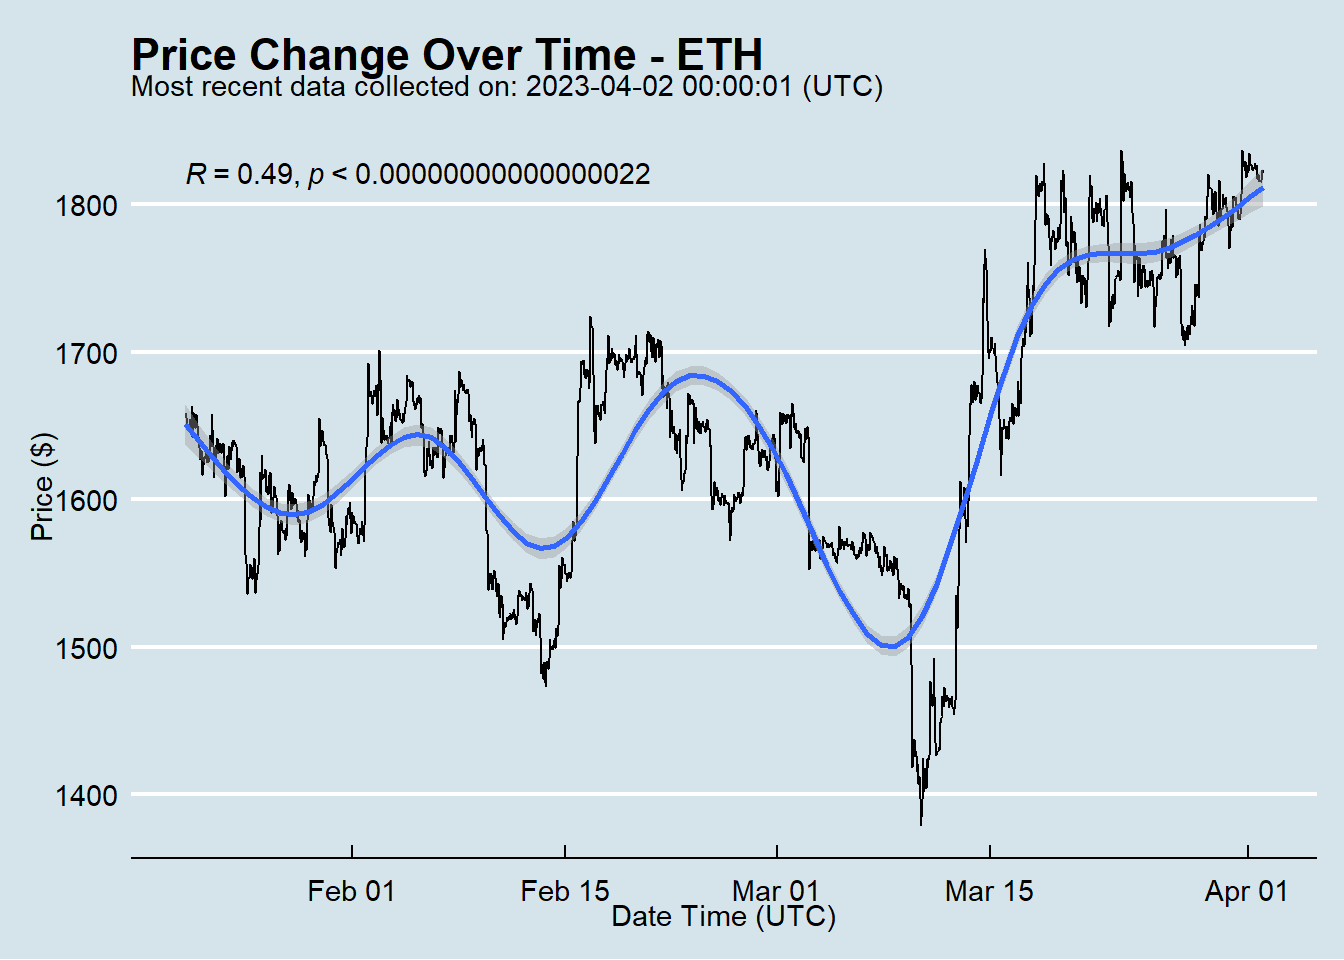 Price Change Over Time - ETH
Most recent data collected on: 2023-04-02 00:00:01 (UTC)
R = 0.49, p < 0.00000000000000022
1800
1700
1600
1500
1400
Price ($)
Feb 01
Feb 15
Mar 01
Mar 15
Apr 01
Date Time (UTC)